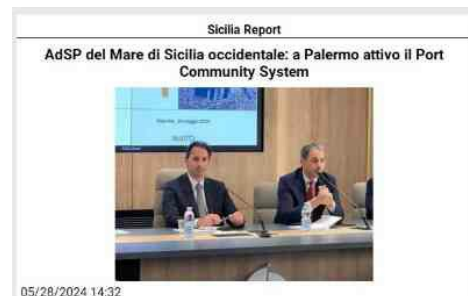 Sicilia Report
AdSP del Mare di Sicilia occidentale: a Palermo attivo il Port
Community System
05/28/2024 14:32